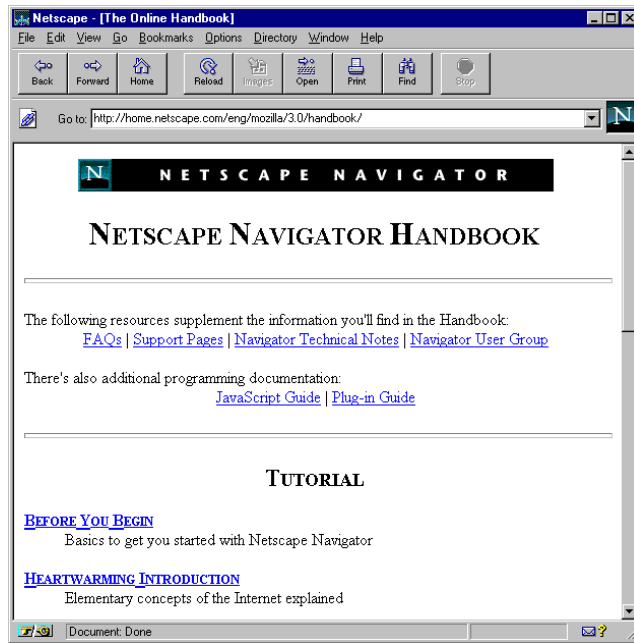 Netscape - [The Online Handbook]
File Edit View Go Bookmarks Options Directory Window Help
Back Forward Home Reload Images Open Print Find Stop
Go to: http://home.netscape.com/eng/mozilla/3.0/handbook/
N
N NETSCAPE NAVIGATOR
NETSCAPE NAVIGATOR HANDBOOK
The following resources supplement the information you'll find in the Handbook:
FAQs | Support Pages | Navigator Technical Notes | Navigator User Group
There's also additional programming documentation:
JavaScript Guide | Plug-in Guide
TUTORIAL
BEFORE YOU BEGIN
Basics to get you started with Netscape Navigator
HEARTWARMING INTRODUCTION
Elementary concepts of the Internet explained
Document: Done
?